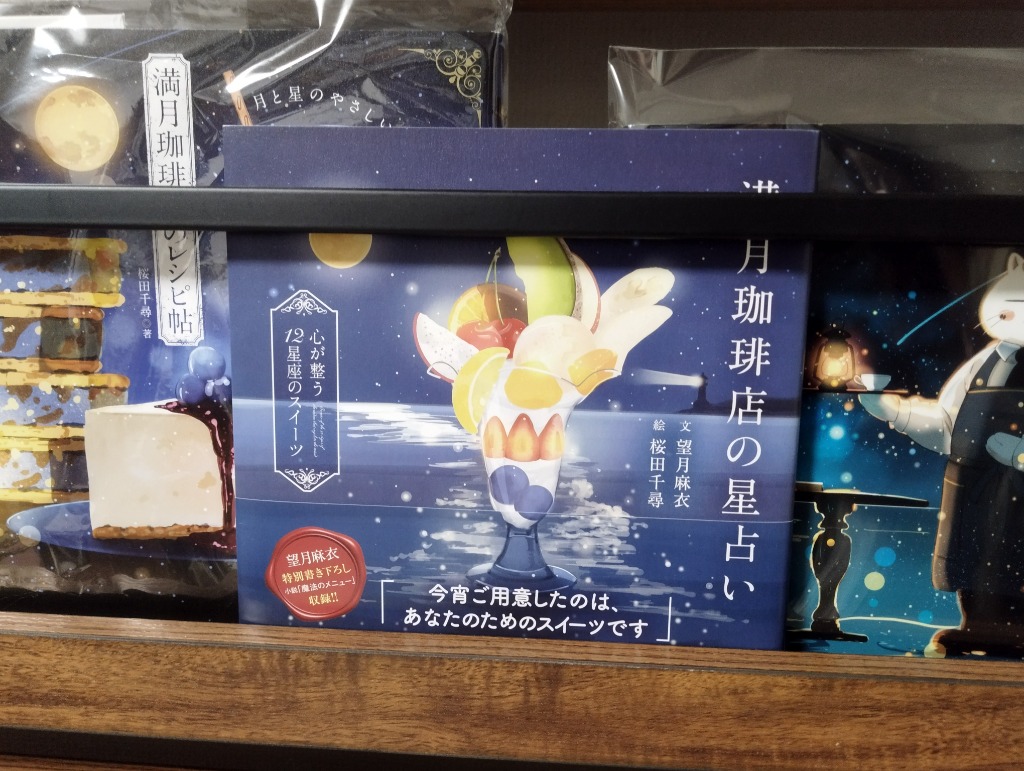 満月珈琲
のレシピ帖
桜田千尋◎著
月と星のやさしい
満月珈琲店の星占い
文 望月麻衣
絵 桜田千尋
心が整う
12星座のスイーツ
望月麻衣
特別書き下ろし
小説「魔法のメニュー」
収録!!
今宵ご用意したのは、
あなたのためのスイーツです